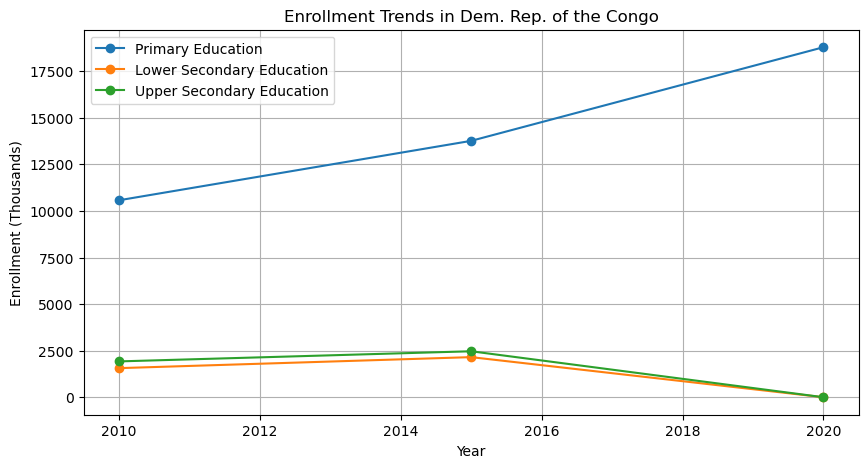 Enrollment Trends in Dem. Rep. of the Congo
Primary Education
Lower Secondary Education
Upper Secondary Education
Enrollment (Thousands)
17500
15000
12500
10000
7500
5000
2500
0
2010
2012
2014
2016
2018
2020
Year